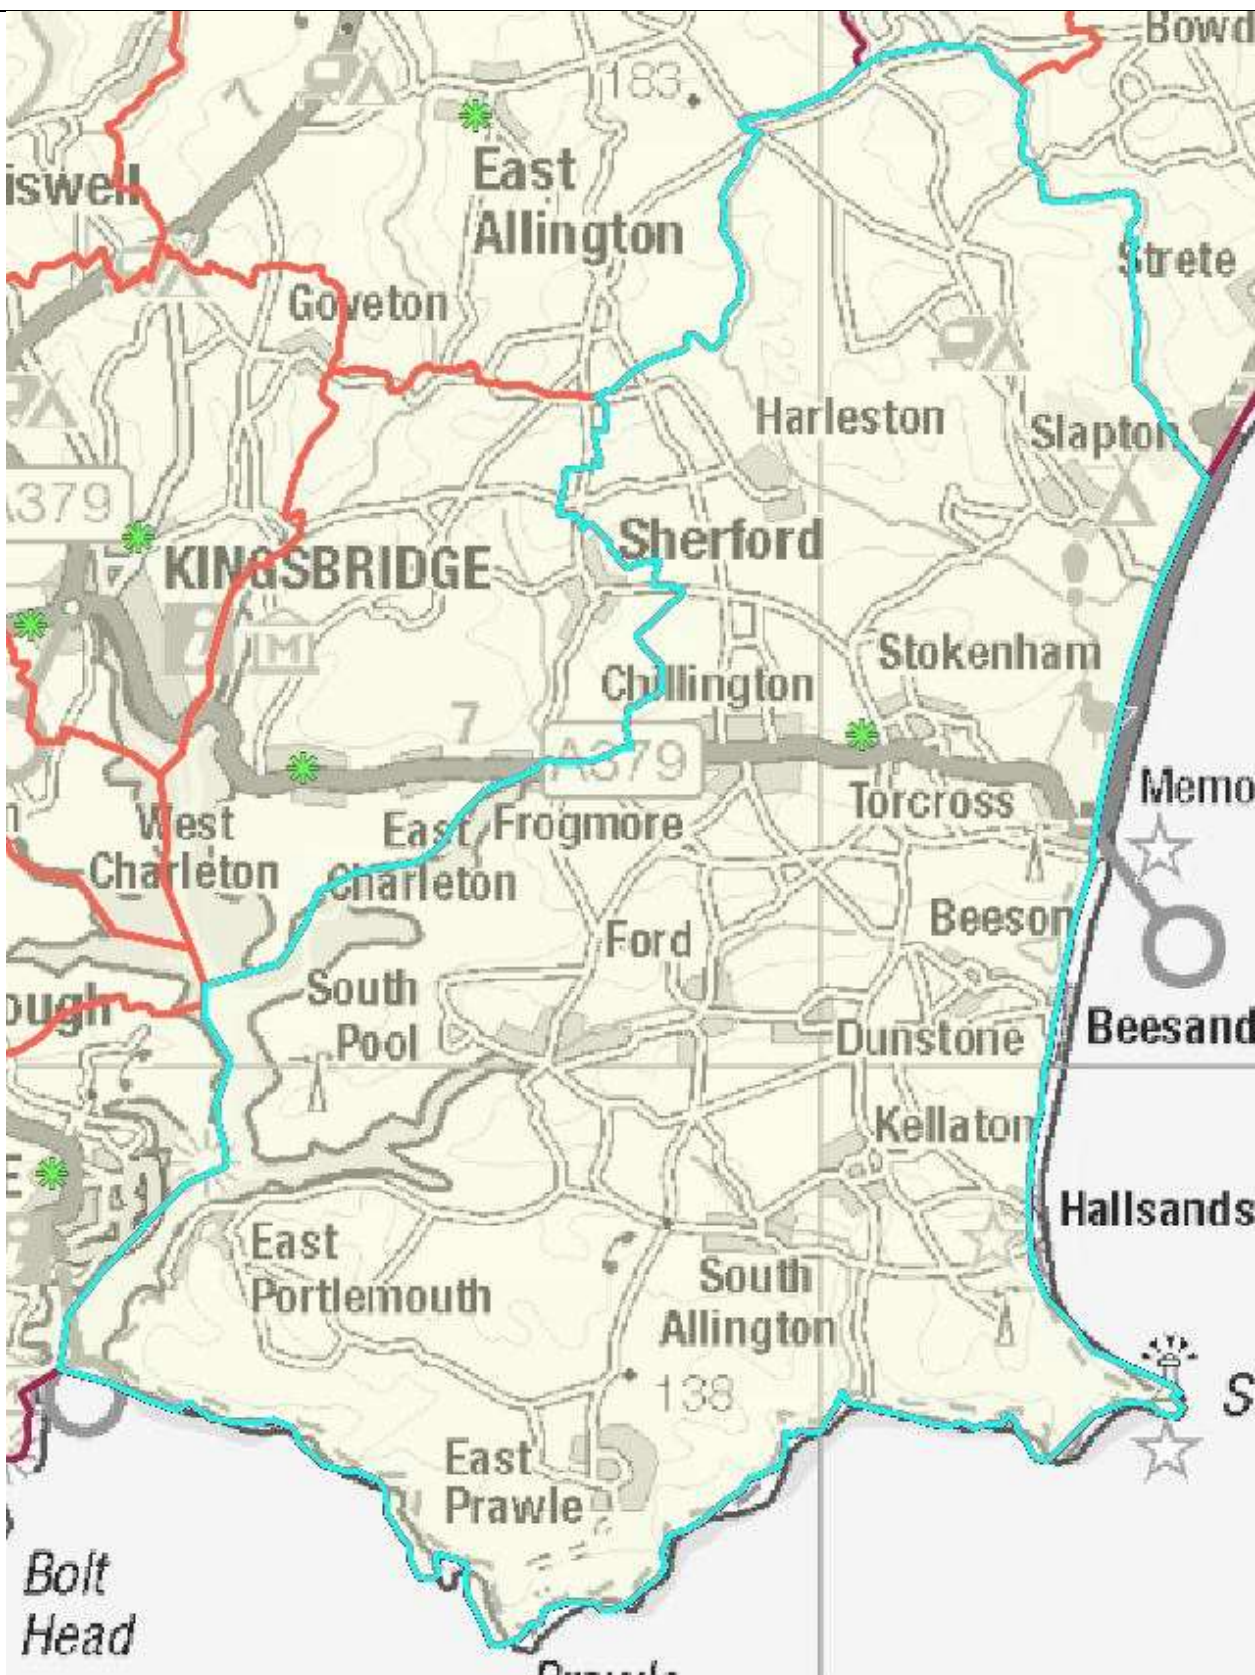 Bowd
183
East
Allington
iswell
Strete
Goveton
Harleston
Slapton
A379
Sherford
KINGSBRIDGE
i
M
Stokenham
Chillington
7
A379
Memo
West
Charleton
East
Charleton
Frogmore
Torcross
Ford
Beeson
South
Pool
ough
Dunstone
Beesand
Kellaton
Hallsands
East
Portlemouth
South
Allington
138
S
East
Prawle
Bolt
Head